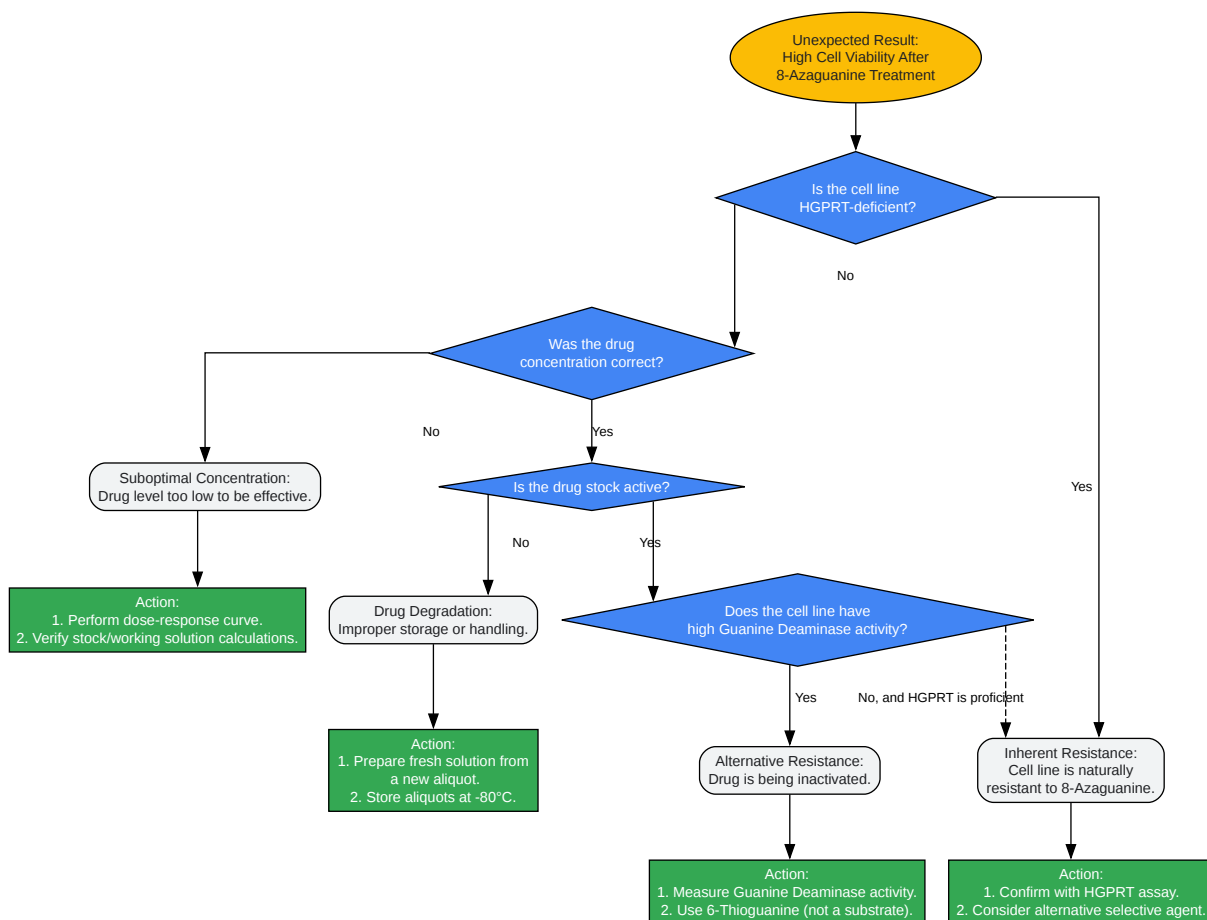 Unexpected Result:
High Cell Viability After
8-Azaguanine Treatment
Is the cell line
HGPRT-deficient?
No
Was the drug
concentration correct?
No
Yes
Suboptimal Concentration:
Drug level too low to be effective.
Is the drug stock active?
Yes
No
Yes
Action:
1. Perform dose-response curve.
2. Verify stock/working solution calculations.
Drug Degradation:
Improper storage or handling.
Does the cell line have
high Guanine Deaminase activity?
Yes
No, and HGPRT is proficient
Action:
1. Prepare fresh solution from
a new aliquot.
2. Store aliquots at -80°C.
Alternative Resistance:
Drug is being inactivated.
Inherent Resistance:
Cell line is naturally
resistant to 8-Azaguanine.
Action:
1. Measure Guanine Deaminase activity.
2. Use 6-Thioguanine (not a substrate).
Action:
1. Confirm with HGPRT assay.
2. Consider alternative selective agent.